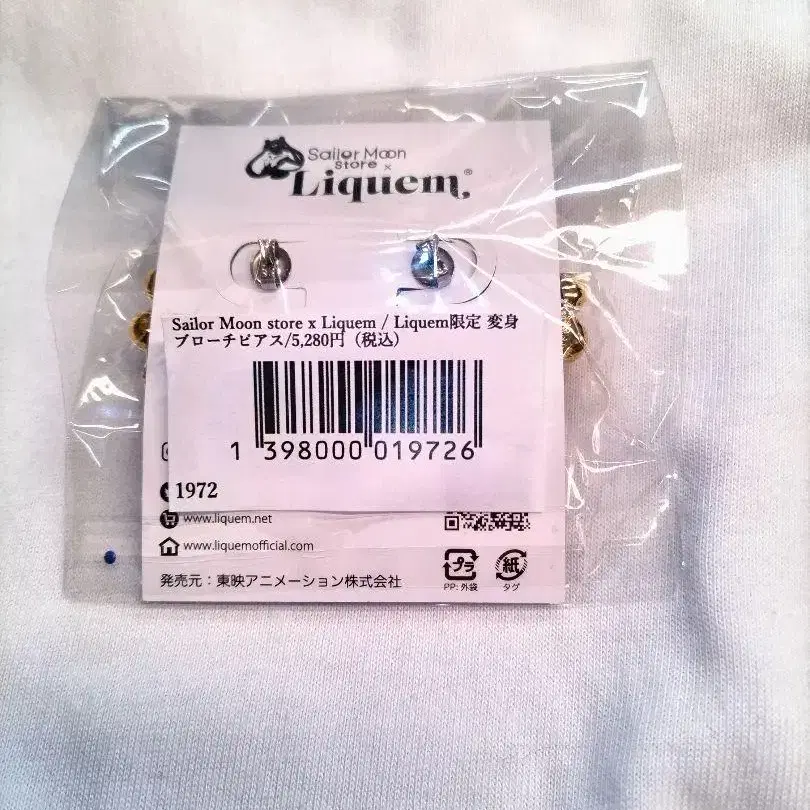 Sailor Moon
Store ×
Liquem®
Sailor Moon store x Liquem / Liquem限定 変身
ブローチピアス/5,280円（税込）
1 398000 019726
1972
www.liquem.net
www.liquemofficial.com
発売元：東映アニメーション株式会社
プラ
紙
PP: 外袋
タグ